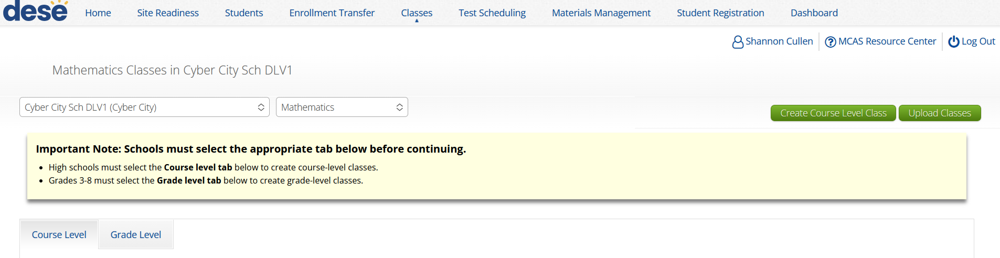 dese Home Site Readiness Students Enrollment Transfer Classes Test Scheduling Materials Management Student Registration Dashboard
Shannon Cullen MCAS Resource Center Log Out
Mathematics Classes in Cyber City Sch DLV1
Cyber City Sch DLV1 (Cyber City) Mathematics
Create Course Level Class Upload Classes
Important Note: Schools must select the appropriate tab below before continuing.
• High schools must select the Course level tab below to create course-level classes.
• Grades 3-8 must select the Grade level tab below to create grade-level classes.
Course Level Grade Level